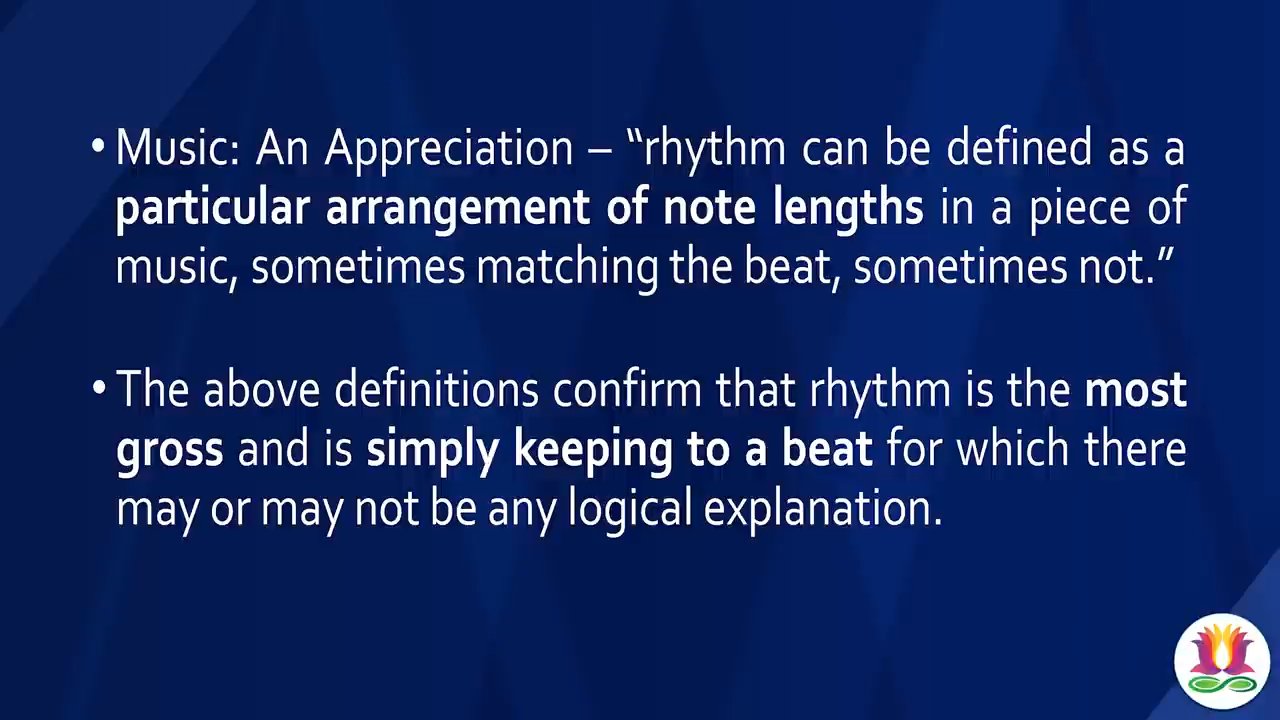 • Music: An Appreciation – “rhythm can be defined as a
particular arrangement of note lengths in a piece of
music, sometimes matching the beat, sometimes not.”
• The above definitions confirm that rhythm is the most
gross and is simply keeping to a beat for which there
may or may not be any logical explanation.